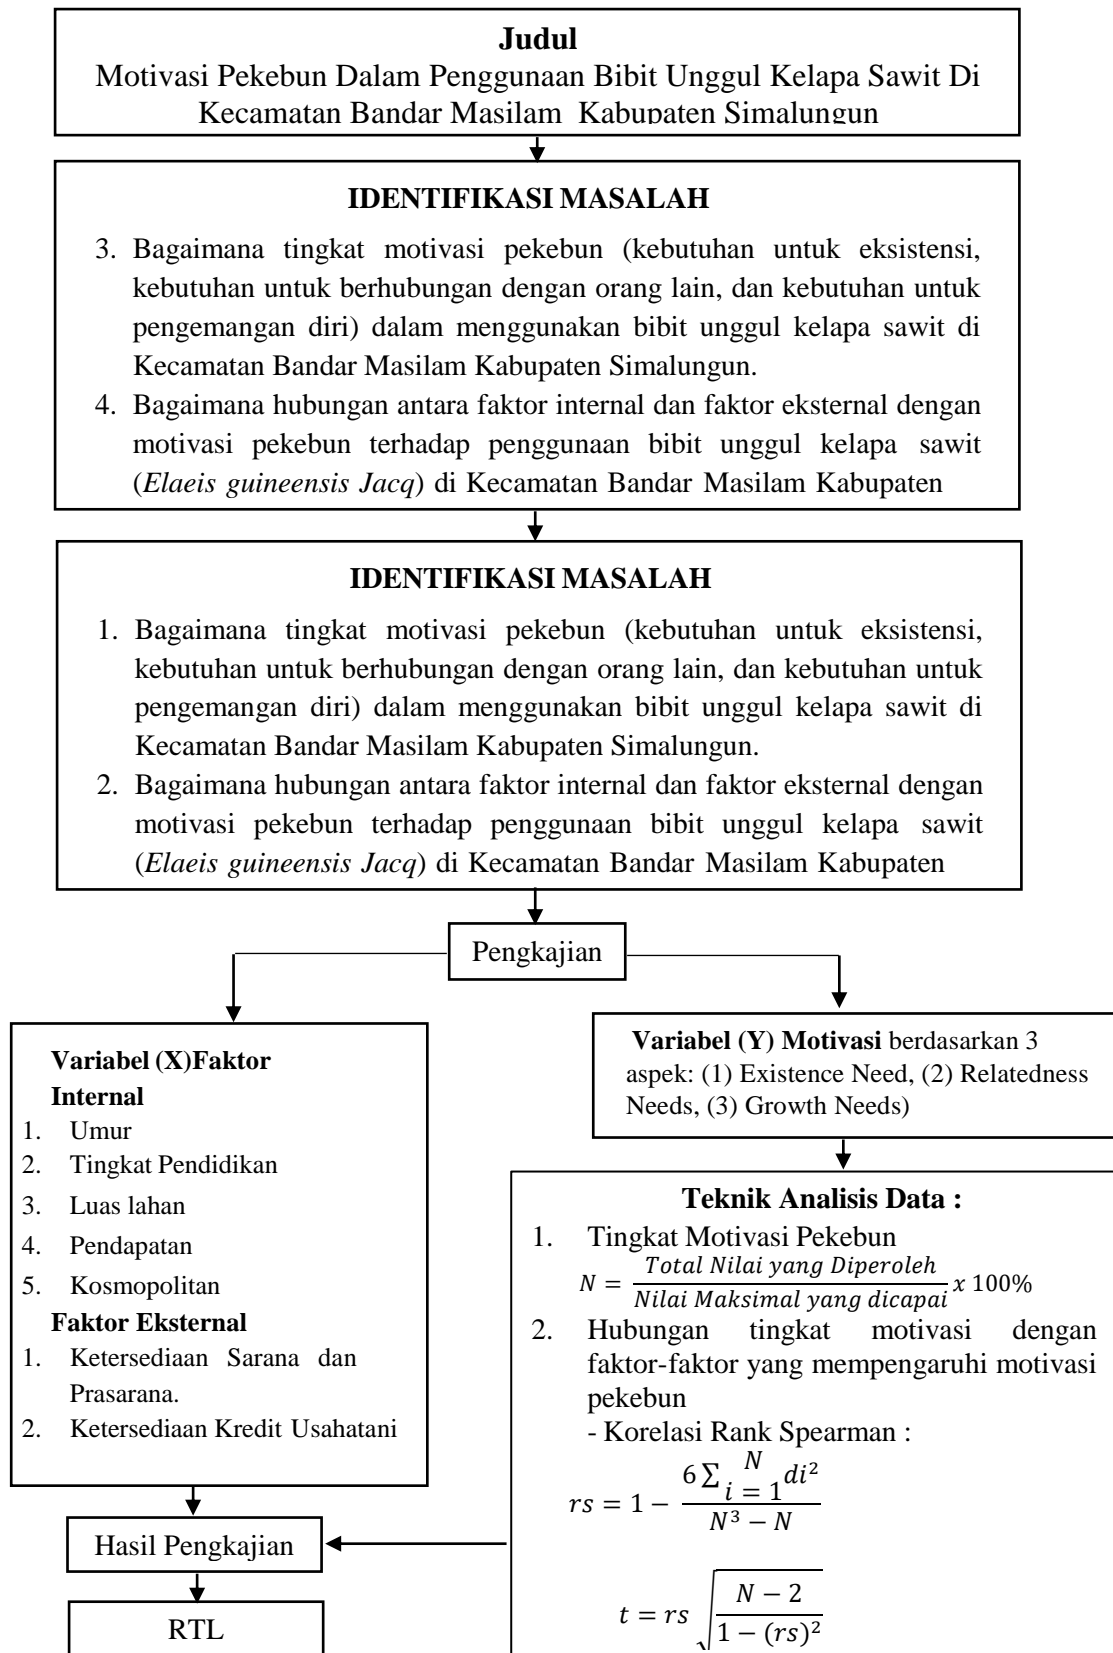 Judul
Motivasi Pekebun Dalam Penggunaan Bibit Unggul Kelapa Sawit Di
Kecamatan Bandar Masilam Kabupaten Simalungun
IDENTIFIKASI MASALAH
3. Bagaimana tingkat motivasi pekebun (kebutuhan untuk eksistensi,
kebutuhan untuk berhubungan dengan orang lain, dan kebutuhan untuk
pengemangan diri) dalam menggunakan bibit unggul kelapa sawit di
Kecamatan Bandar Masilam Kabupaten Simalungun.
4. Bagaimana hubungan antara faktor internal dan faktor eksternal dengan
motivasi pekebun terhadap penggunaan bibit unggul kelapa sawit
(Elaeis guineensis Jacq) di Kecamatan Bandar Masilam Kabupaten
IDENTIFIKASI MASALAH
1. Bagaimana tingkat motivasi pekebun (kebutuhan untuk eksistensi,
kebutuhan untuk berhubungan dengan orang lain, dan kebutuhan untuk
pengemangan diri) dalam menggunakan bibit unggul kelapa sawit di
Kecamatan Bandar Masilam Kabupaten Simalungun.
2. Bagaimana hubungan antara faktor internal dan faktor eksternal dengan
motivasi pekebun terhadap penggunaan bibit unggul kelapa sawit
(Elaeis guineensis Jacq) di Kecamatan Bandar Masilam Kabupaten
Pengkajian
Variabel (X)Faktor
Internal
1. Umur
2. Tingkat Pendidikan
3. Luas lahan
4. Pendapatan
5. Kosmopolitan
Faktor Eksternal
1. Ketersediaan Sarana dan
Prasarana.
2. Ketersediaan Kredit Usahatani
Variabel (Y) Motivasi berdasarkan 3
aspek: (1) Existence Need, (2) Relatedness
Needs, (3) Growth Needs)
Teknik Analisis Data :
1. Tingkat Motivasi Pekebun
N = Total Nilai yang Diperoleh / Nilai Maksimal yang dicapai x 100%
2. Hubungan tingkat motivasi dengan
faktor-faktor yang mempengaruhi motivasi
pekebun
- Korelasi Rank Spearman :
rs = 1 − 6 ∑ N i = 1 di² / N³ − N
t = rs √ N − 2 / 1 − (rs)²
Hasil Pengkajian
RTL